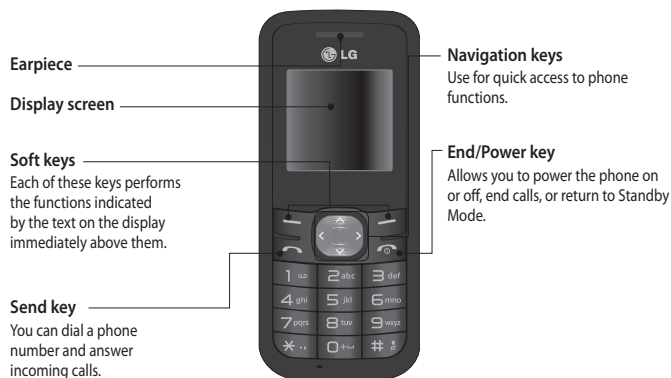 Earpiece
Display screen
Soft keys
Each of these keys performs
the functions indicated
by the text on the display
immediately above them.
Send key
You can dial a phone
number and answer
incoming calls.
LG
1
2 abc
3 def
4 ghi
5 jkl
6 mno
7 pqrs
8 tuv
9 wxyz
* . ,
0 +
#
Navigation keys
Use for quick access to phone
functions.
End/Power key
Allows you to power the phone on
or off, end calls, or return to Standby
Mode.